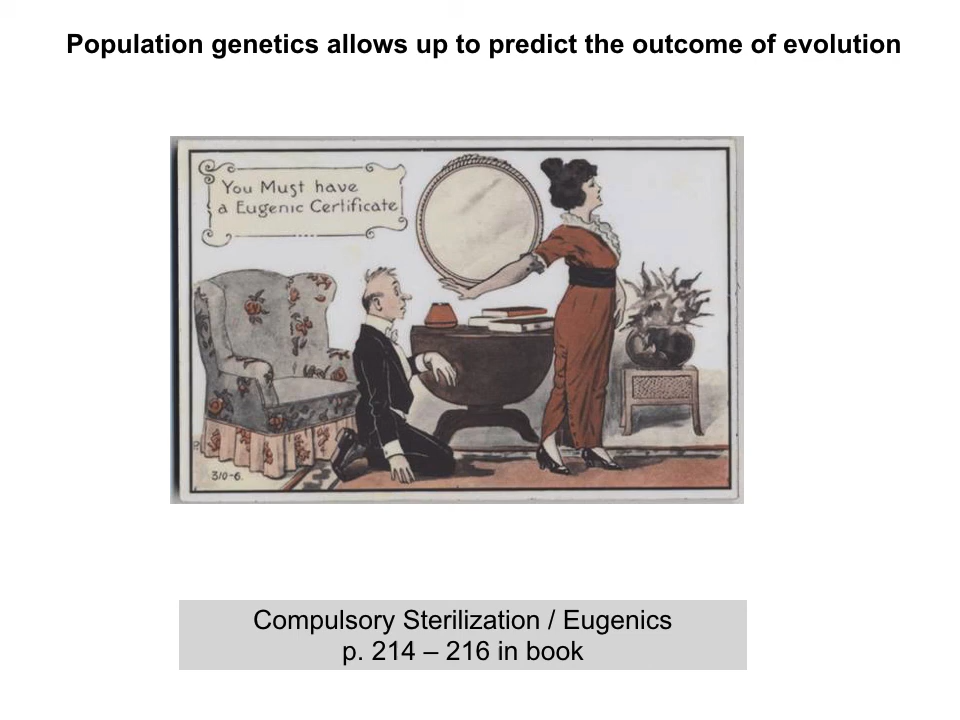 Population genetics allows up to predict the outcome of evolution
You Must have
a Eugenic Certificate
310-6.
Compulsory Sterilization / Eugenics
p. 214 – 216 in book